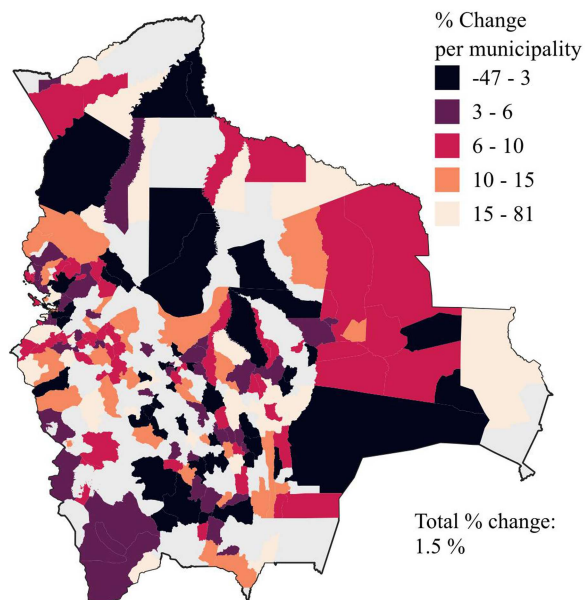 % Change
per municipality
-47 - 3
3 - 6
6 - 10
10 - 15
15 - 81
Total % change:
1.5 %